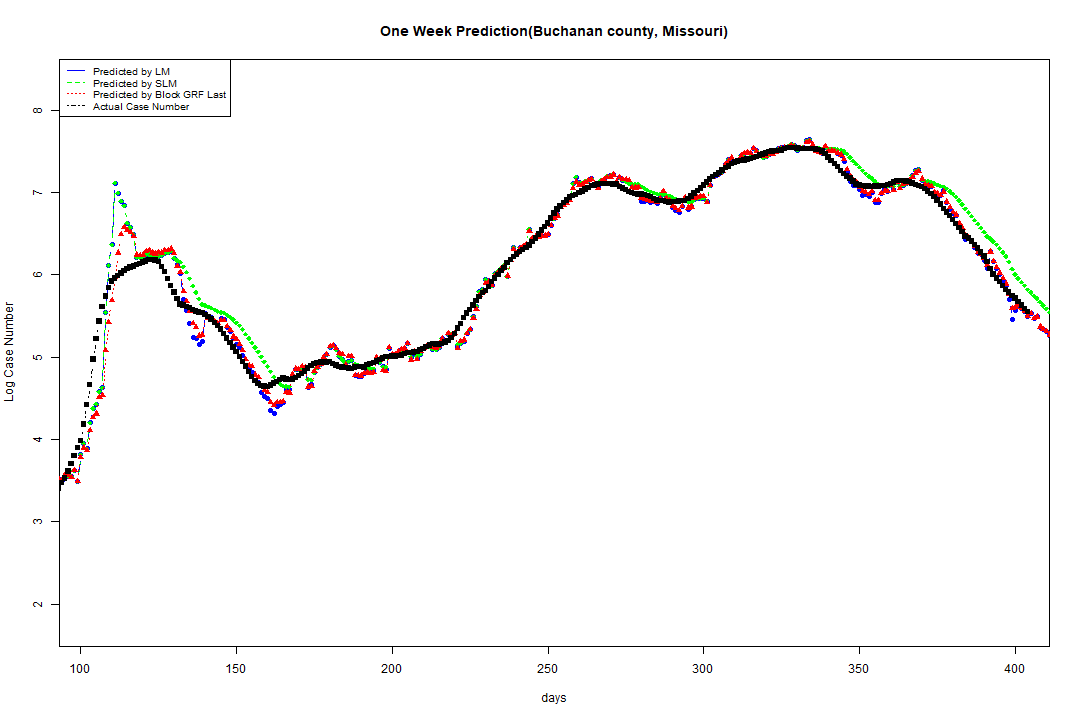 One Week Prediction(Buchanan county, Missouri)
Predicted by LM
Predicted by SLM
Predicted by Block GRF Last
Actual Case Number
Log Case Number
8
7
6
5
4
3
2
100 150 200 250 300 350 400
days